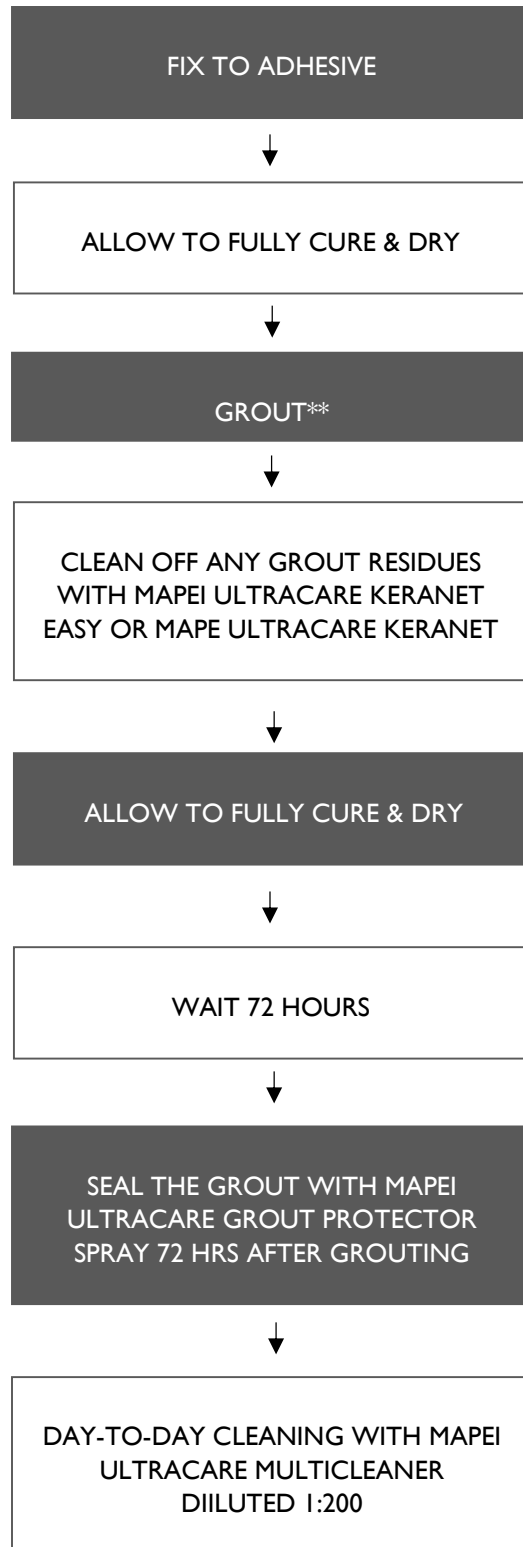 FIX TO ADHESIVE
ALLOW TO FULLY CURE & DRY
GROUT**
CLEAN OFF ANY GROUT RESIDUES
WITH MAPEI ULTRACARE KERANET
EASY OR MAPE ULTRACARE KERANET
ALLOW TO FULLY CURE & DRY
WAIT 72 HOURS
SEAL THE GROUT WITH MAPEI
ULTRACARE GROUT PROTECTOR
SPRAY 72 HRS AFTER GROUTING
DAY-TO-DAY CLEANING WITH MAPEI
ULTRACARE MULTICLEANER
DIILUTED 1:200